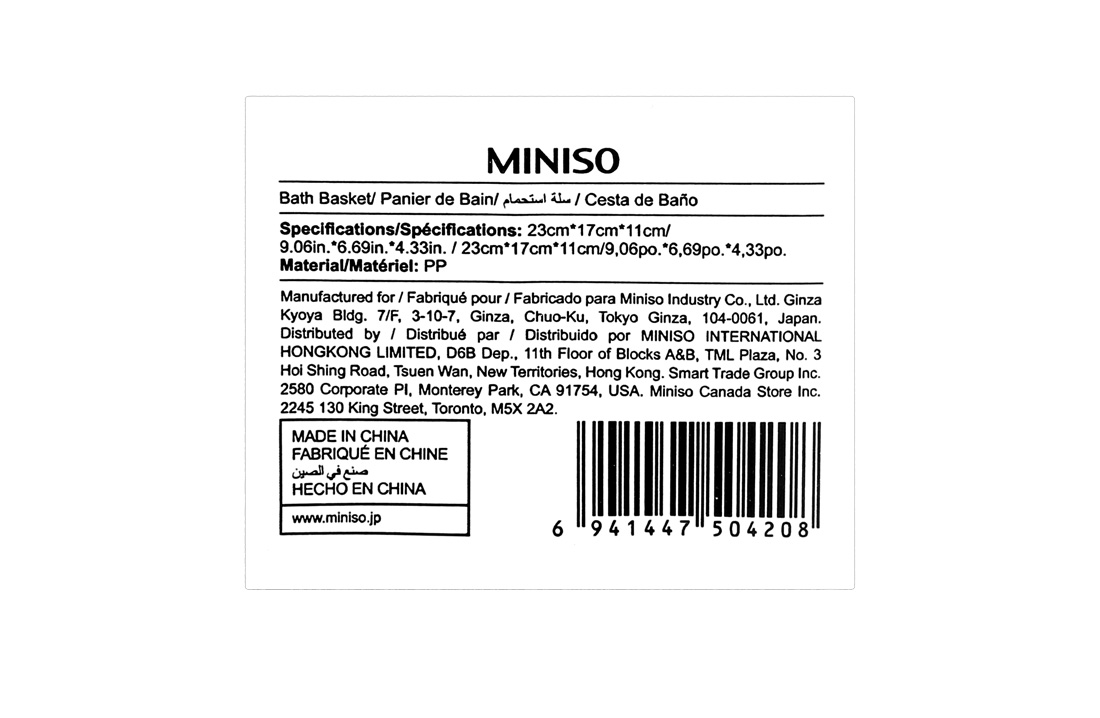 MINISO
Bath Basket/ Panier de Bain/ سلة استحمام / Cesta de Baño
Specifications/Spécifications: 23cm*17cm*11cm/
9.06in.*6.69in.*4.33in. / 23cm*17cm*11cm/9,06po.*6,69po.*4,33po.
Material/Matériel: PP
Manufactured for / Fabriqué pour / Fabricado para Miniso Industry Co., Ltd. Ginza
Kyoya Bldg. 7/F, 3-10-7, Ginza, Chuo-Ku, Tokyo Ginza, 104-0061, Japan.
Distributed by / Distribué par / Distribuido por MINISO INTERNATIONAL
HONGKONG LIMITED, D6B Dep., 11th Floor of Blocks A&B, TML Plaza, No. 3
Hoi Shing Road, Tsuen Wan, New Territories, Hong Kong. Smart Trade Group Inc.
2580 Corporate Pl, Monterey Park, CA 91754, USA. Miniso Canada Store Inc.
2245 130 King Street, Toronto, M5X 2A2.
MADE IN CHINA
FABRIQUÉ EN CHINE
صنع في الصين
HECHO EN CHINA
www.miniso.jp
6 941447 504208